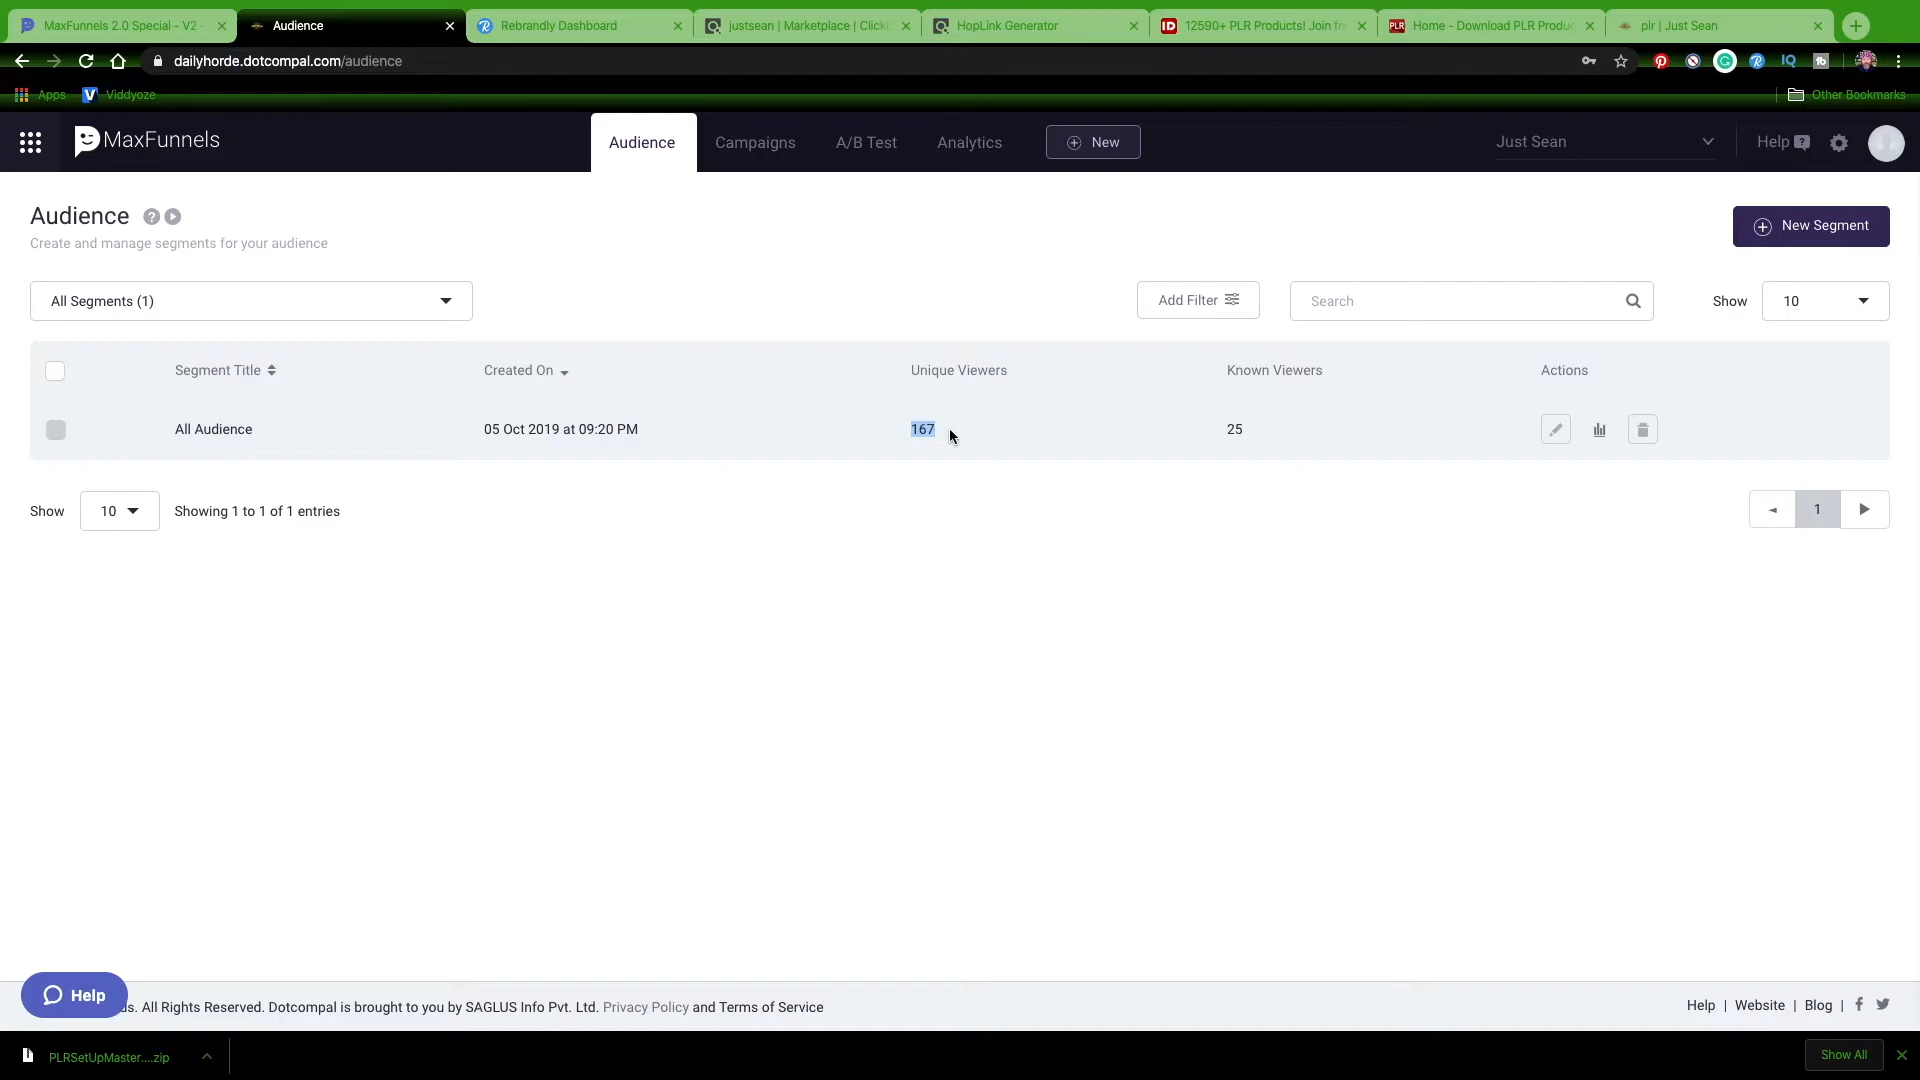 MaxFunnels 2.0 Special - V2 -
Audience
Rebrandly Dashboard
justsean | Marketplace | ClickB
HopLink Generator
12590+ PLR Products! Join fr
Home - Download PLR Produc
plr | Just Sean
dailyhorde.dotcompal.com/audience
Apps
Viddyoze
Other Bookmarks
MaxFunnels
Audience
Campaigns
A/B Test
Analytics
New
Just Sean
Help
Audience
Create and manage segments for your audience
New Segment
All Segments (1)
Add Filter
Search
Show
10
Segment Title
Created On
Unique Viewers
Known Viewers
Actions
All Audience
05 Oct 2019 at 09:20 PM
167
25
Show
10
Showing 1 to 1 of 1 entries
1
Help
s. All Rights Reserved. Dotcompal is brought to you by SAGLUS Info Pvt. Ltd. Privacy Policy and Terms of Service
Help | Website | Blog |
PLRSetUpMaster....zip
Show All